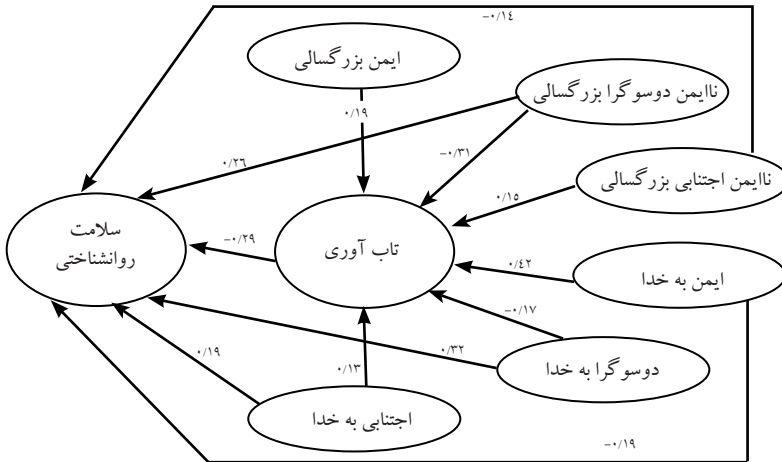 -۰/۱٤
ایمن بزرگسالی
ناایمن دوسوگرا بزرگسالی
۰/۱۹
-۰/۳۱
۰/۲٦
ناایمن اجتنابی بزرگسالی
۰/۱٥
سلامت
روانشناختی
-۰/۲۹
تاب آوری
۰/٤۲
ایمن به خدا
-۰/۱۷
۰/۱۹
۰/۳۲
دوسوگرا به خدا
۰/۱۳
اجتنابی به خدا
-۰/۱۹